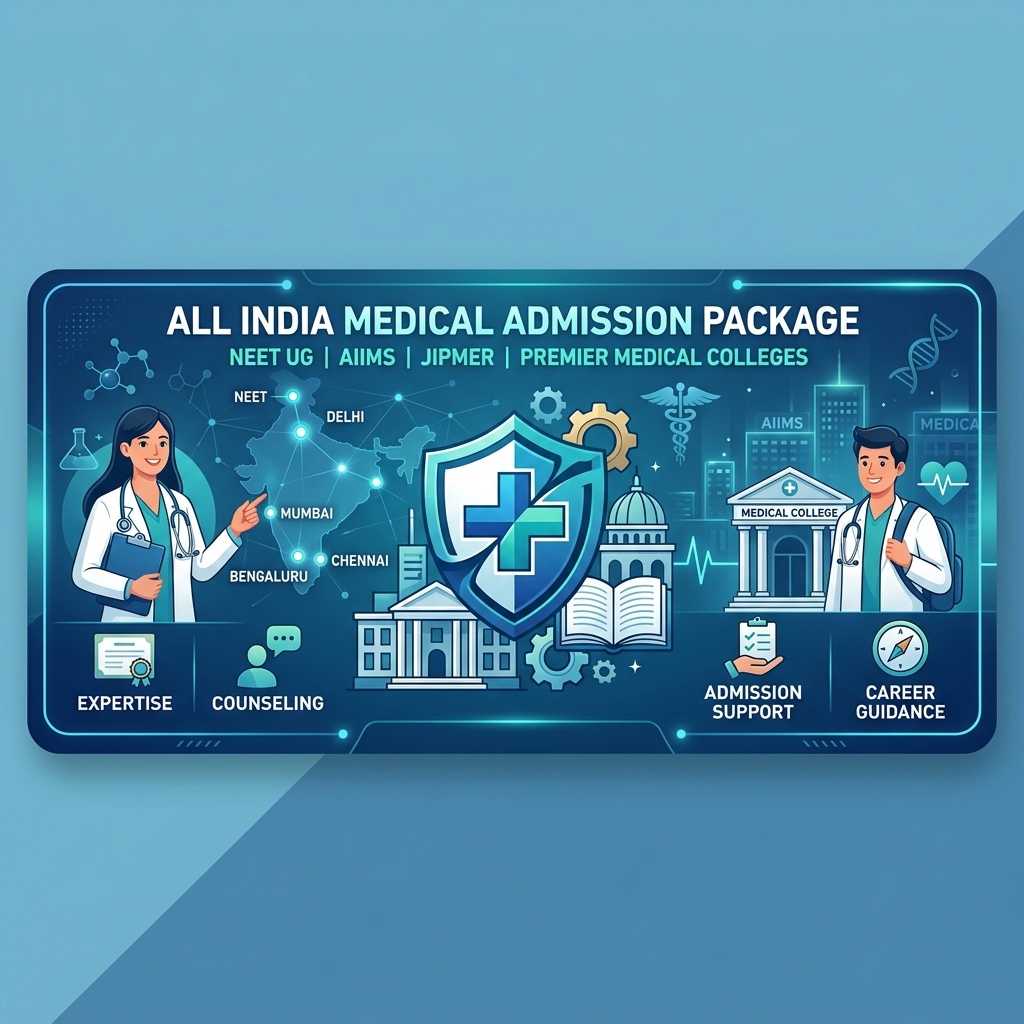 ALL INDIA MEDICAL ADMISSION PACKAGE
NEET UG | AIIMS | JIPMER | PREMIER MEDICAL COLLEGES
NEET
DELHI
MUMBAI
BENGALURU
CHENNAI
AIIMS
MEDICA
MEDICAL COLLEGE
EXPERTISE
COUNSELING
ADMISSION
SUPPORT
CAREER
GUIDANCE